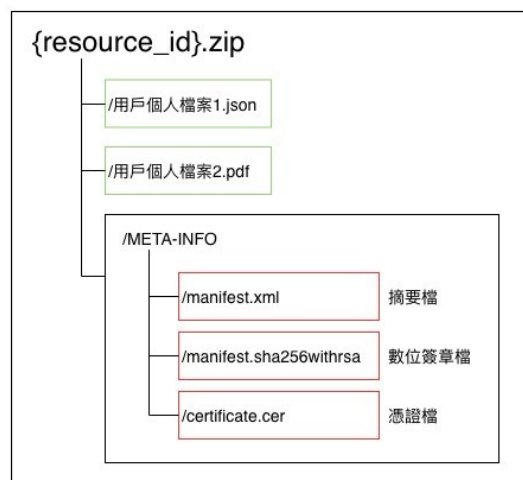 {resource_id}.zip
/用戶個人檔案1.json
/用戶個人檔案2.pdf
/META-INFO
/manifest.xml 摘要檔
/manifest.sha256withrsa 數位簽章檔
/certificate.cer 憑證檔